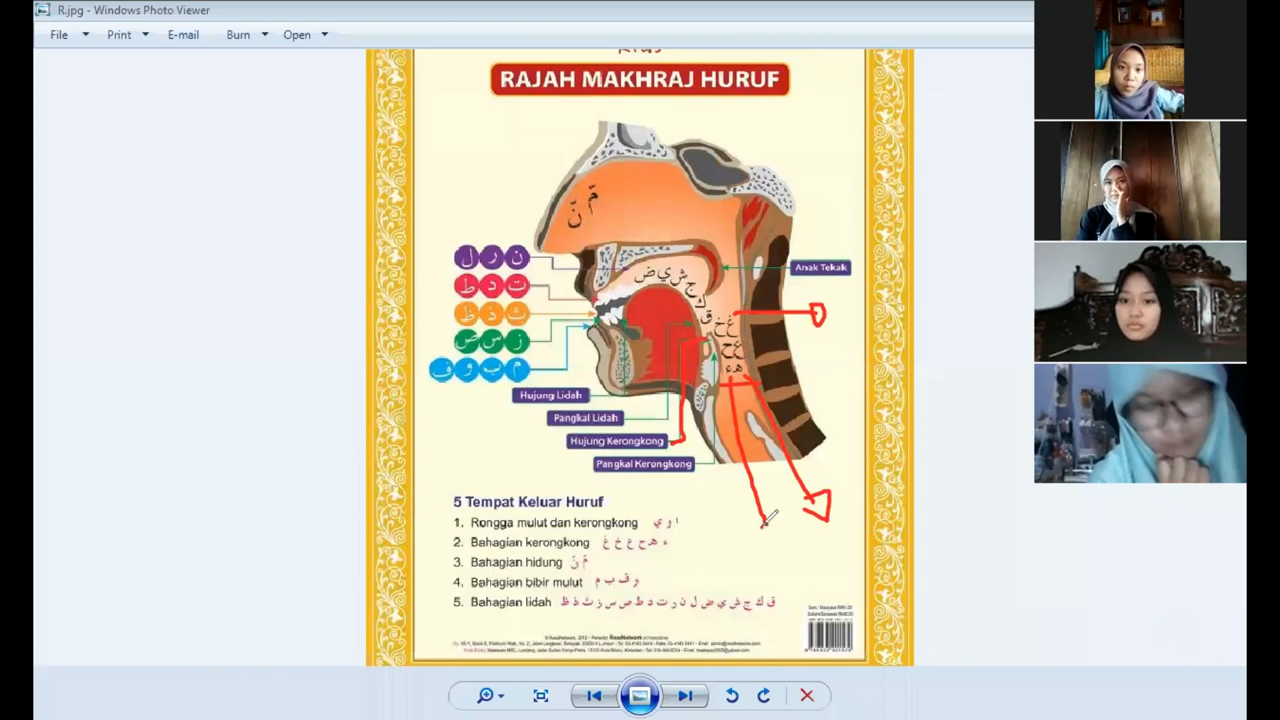 R.jpg - Windows Photo Viewer
File Print E-mail Burn Open
RAJAH MAKHRAJ HURUF
مّ
نّ
ل ر ن
ض ي ش ج
ك
ق
Anak Tekak
ط د ت
ظ ذ ث
غ خ
ص س ز
ع ح
ء ه
ف و ب م
Hujung Lidah
Pangkal Lidah
Hujung Kerongkong
Pangkal Kerongkong
5 Tempat Keluar Huruf
1. Rongga mulut dan kerongkong ا و ي
2. Bahagian kerongkong ء ه ح ع خ غ
3. Bahagian hidung مّ نّ
4. Bahagian bibir mulut و ف ب م
5. Bahagian lidah ق ك ج ش ي ض ل ن ر ت د ط ص س ز ث ذ ظ